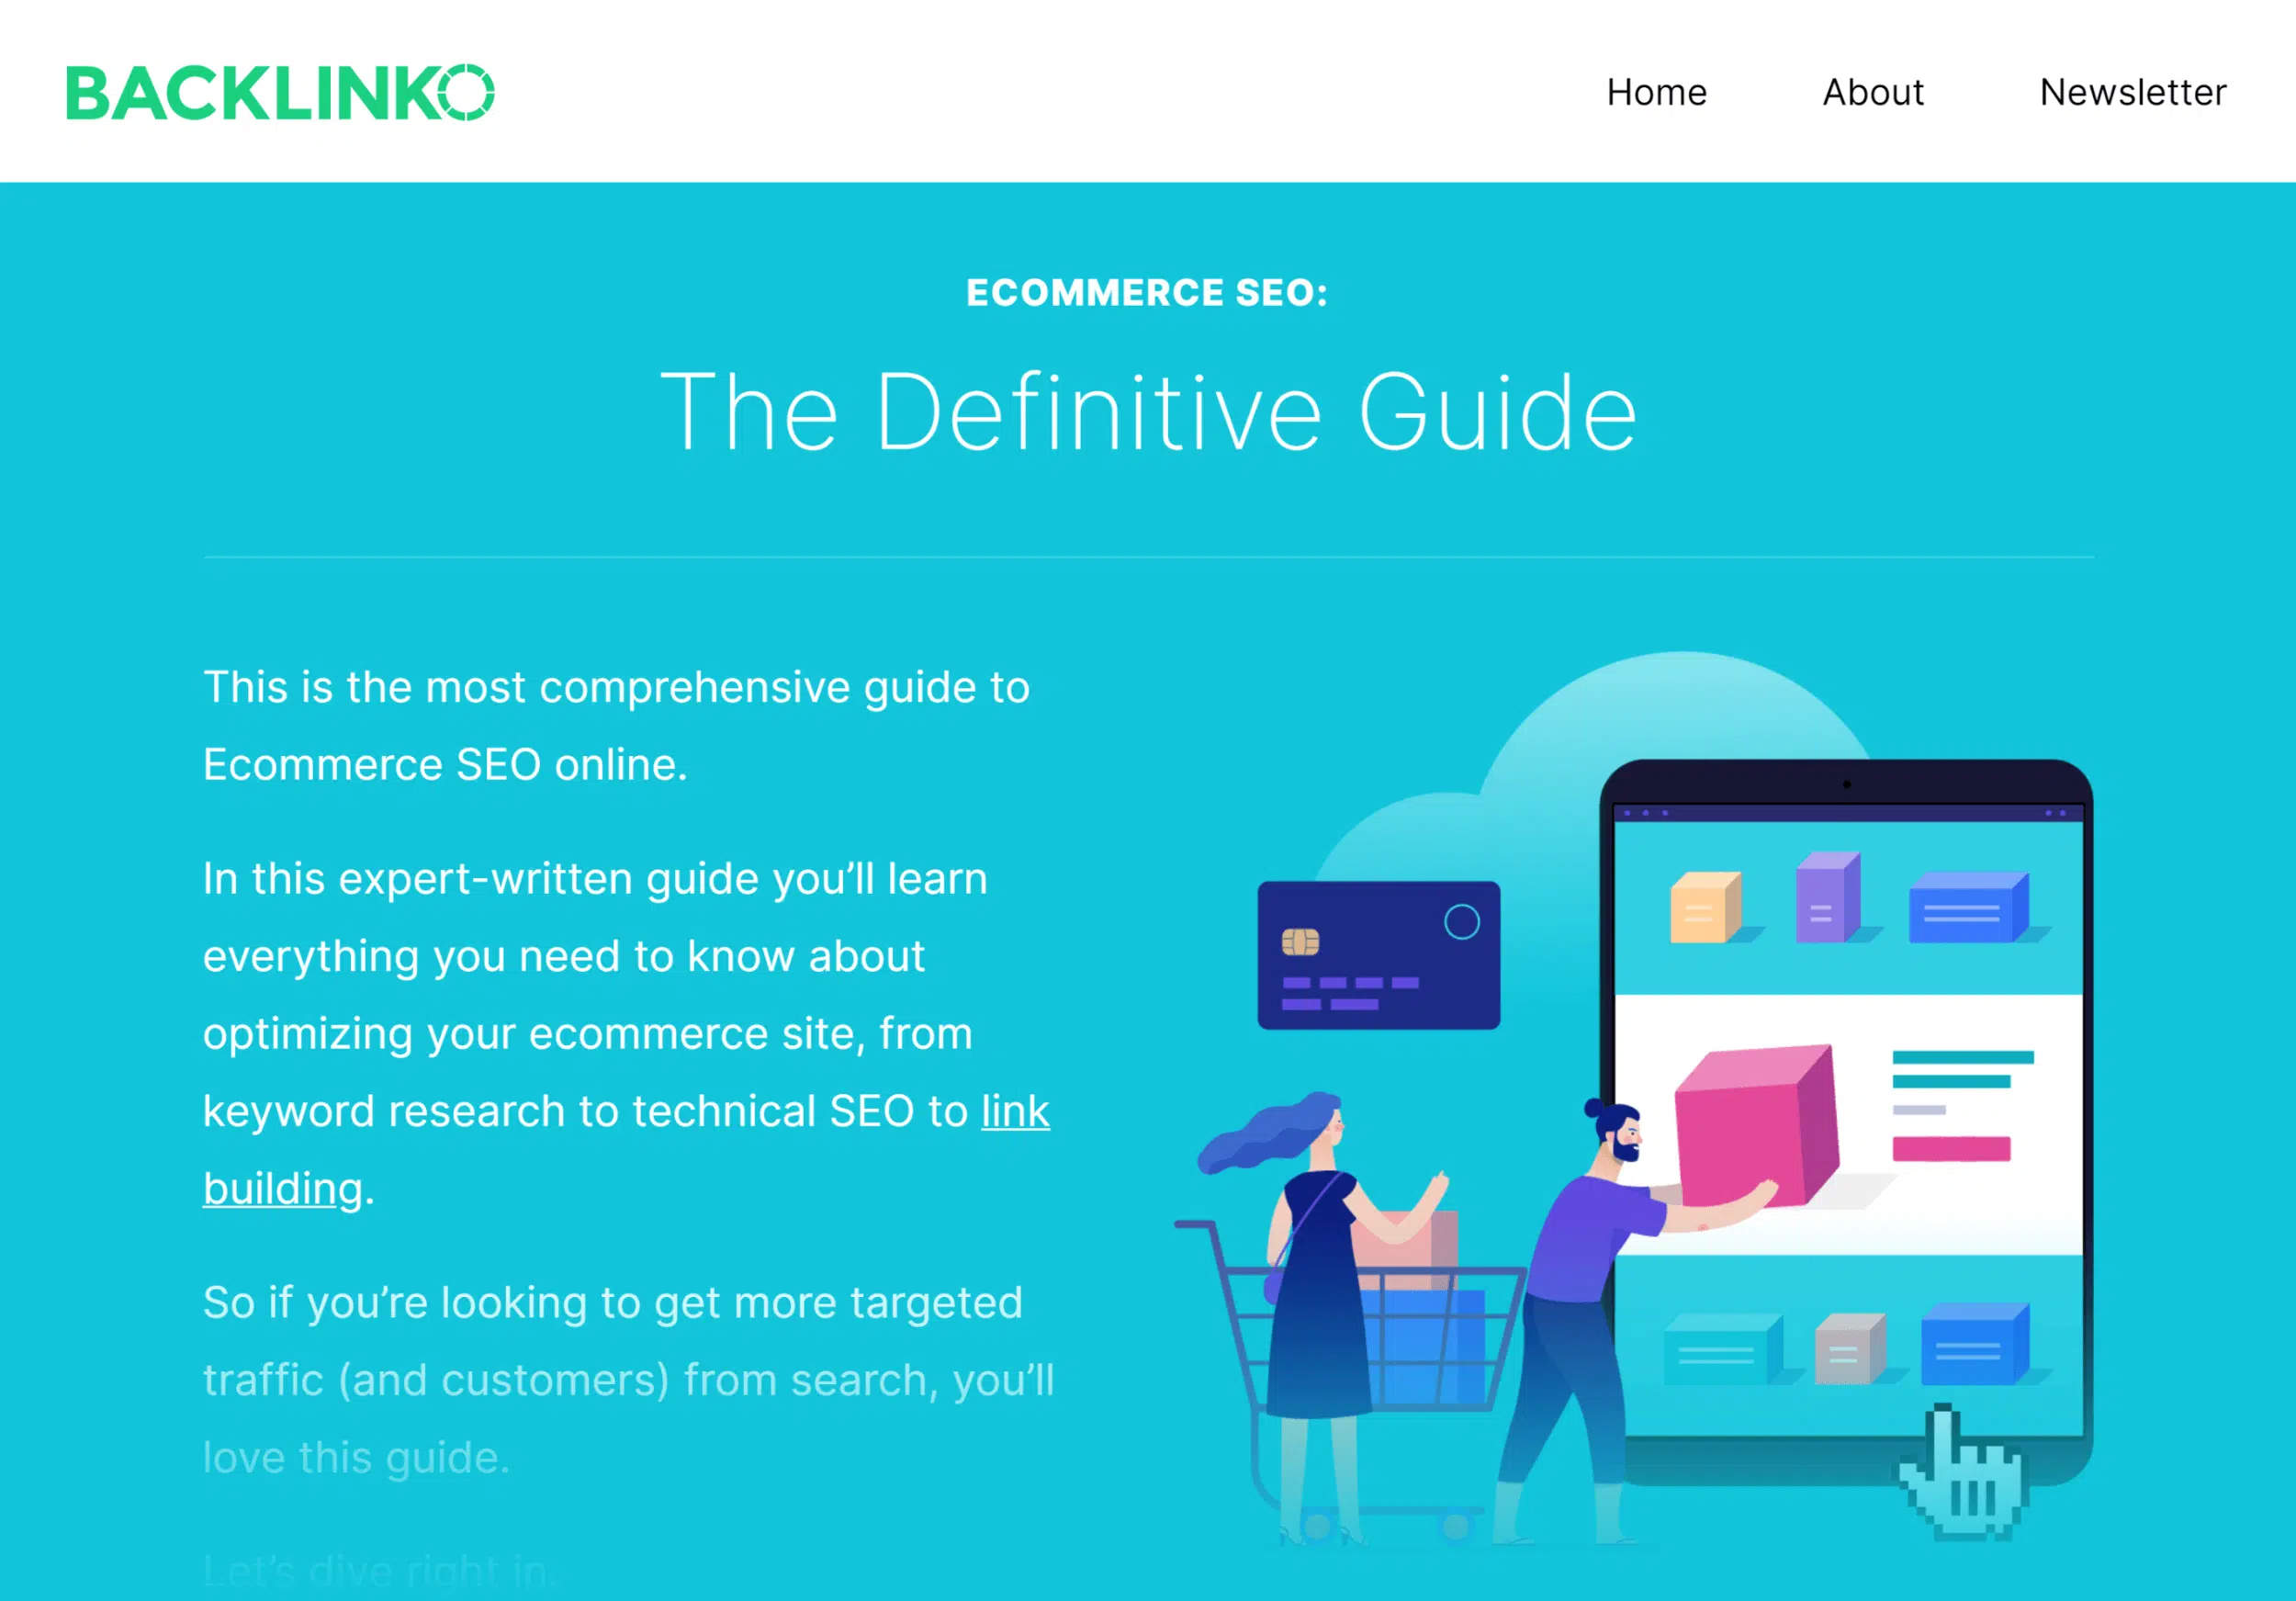 BACKLINKO
Home About Newsletter
ECOMMERCE SEO:
The Definitive Guide
This is the most comprehensive guide to
Ecommerce SEO online.
In this expert-written guide you’ll learn
everything you need to know about
optimizing your ecommerce site, from
keyword research to technical SEO to link
building.
So if you’re looking to get more targeted
traffic (and customers) from search, you’ll
love this guide.
Let’s dive right in.